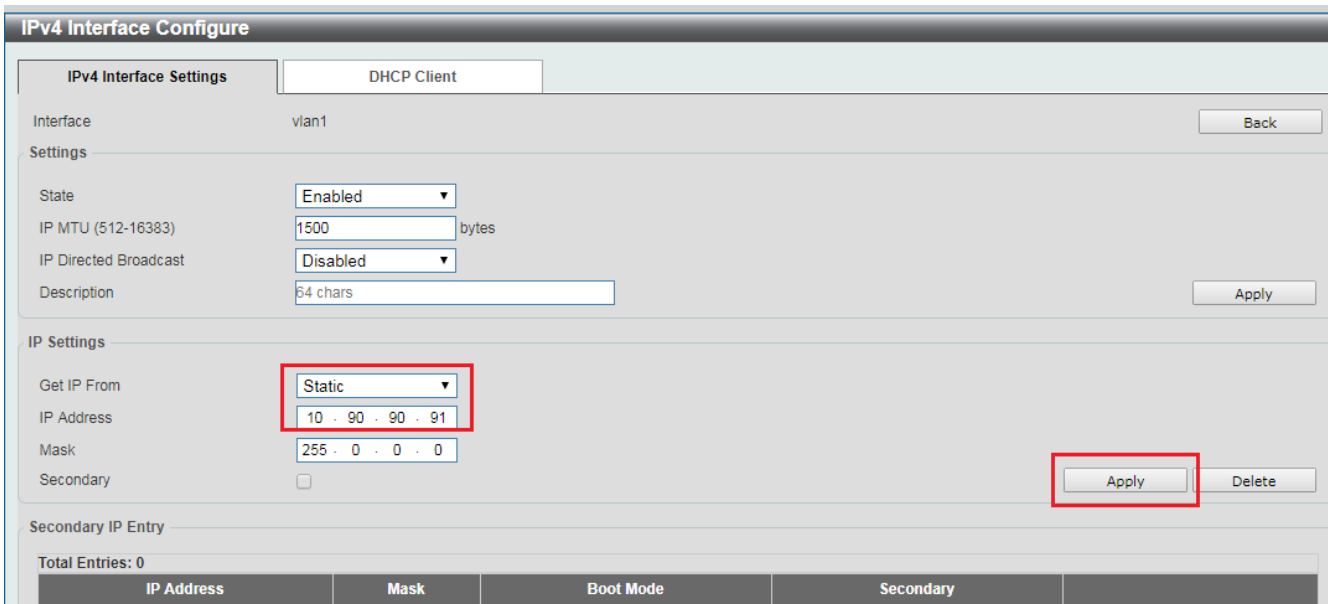 IPv4 Interface Configure
IPv4 Interface Settings DHCP Client
Interface vlan1 Back
Settings
State Enabled
IP MTU (512-16383) 1500 bytes
IP Directed Broadcast Disabled
Description 64 chars Apply
IP Settings
Get IP From Static
IP Address 10 . 90 . 90 . 91
Mask 255 . 0 . 0 . 0
Secondary Apply Delete
Secondary IP Entry
Total Entries: 0
IP Address Mask Boot Mode Secondary